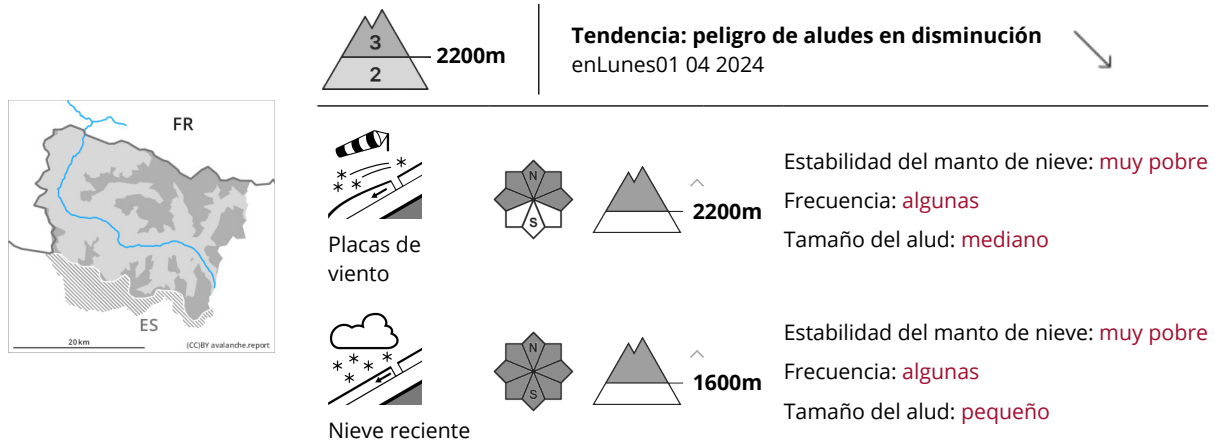 3
2
2200m
Tendencia: peligro de aludes en disminución
enLunes01 04 2024
FR
ES
20 km
(CC)BY avalanche.report
Placas de
viento
N
S
2200m
Estabilidad del manto de nieve: muy pobre
Frecuencia: algunas
Tamaño del alud: mediano
Nieve reciente
N
S
1600m
Estabilidad del manto de nieve: muy pobre
Frecuencia: algunas
Tamaño del alud: pequeño